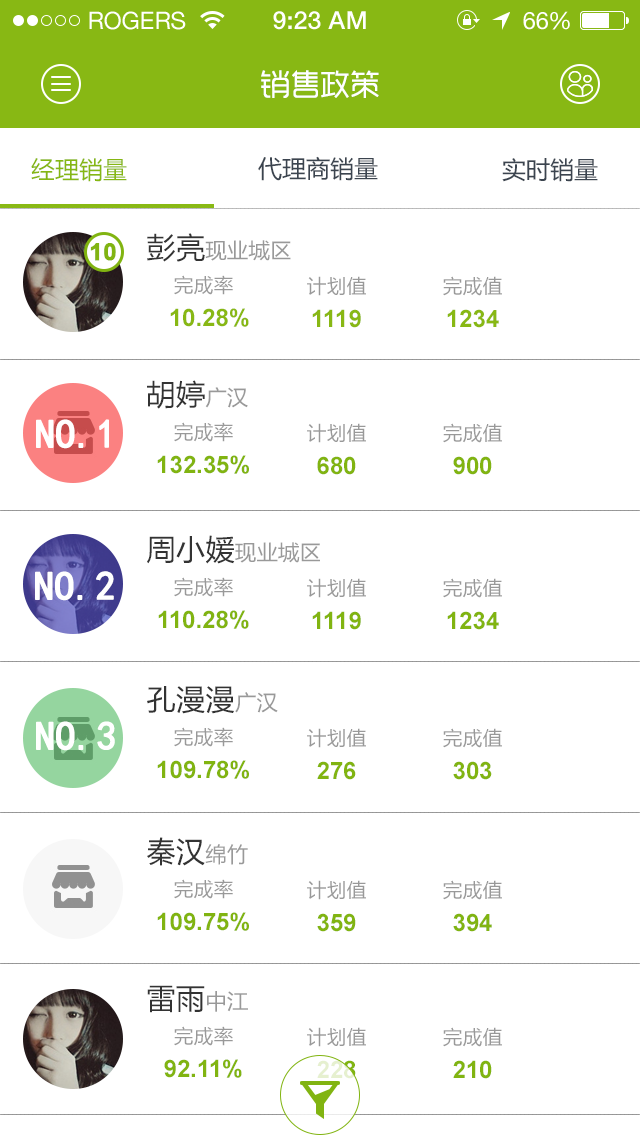 ROGERS 9:23 AM 66%
销售政策
经理销量 代理商销量 实时销量
10
彭亮现业城区
完成率 计划值 完成值
10.28% 1119 1234
NO. 1
胡婷广汉
完成率 计划值 完成值
132.35% 680 900
NO. 2
周小媛现业城区
完成率 计划值 完成值
110.28% 1119 1234
NO. 3
孔漫漫广汉
完成率 计划值 完成值
109.78% 276 303
秦汉绵竹
完成率 计划值 完成值
109.75% 359 394
雷雨中江
完成率 计划值 完成值
92.11% 228 210